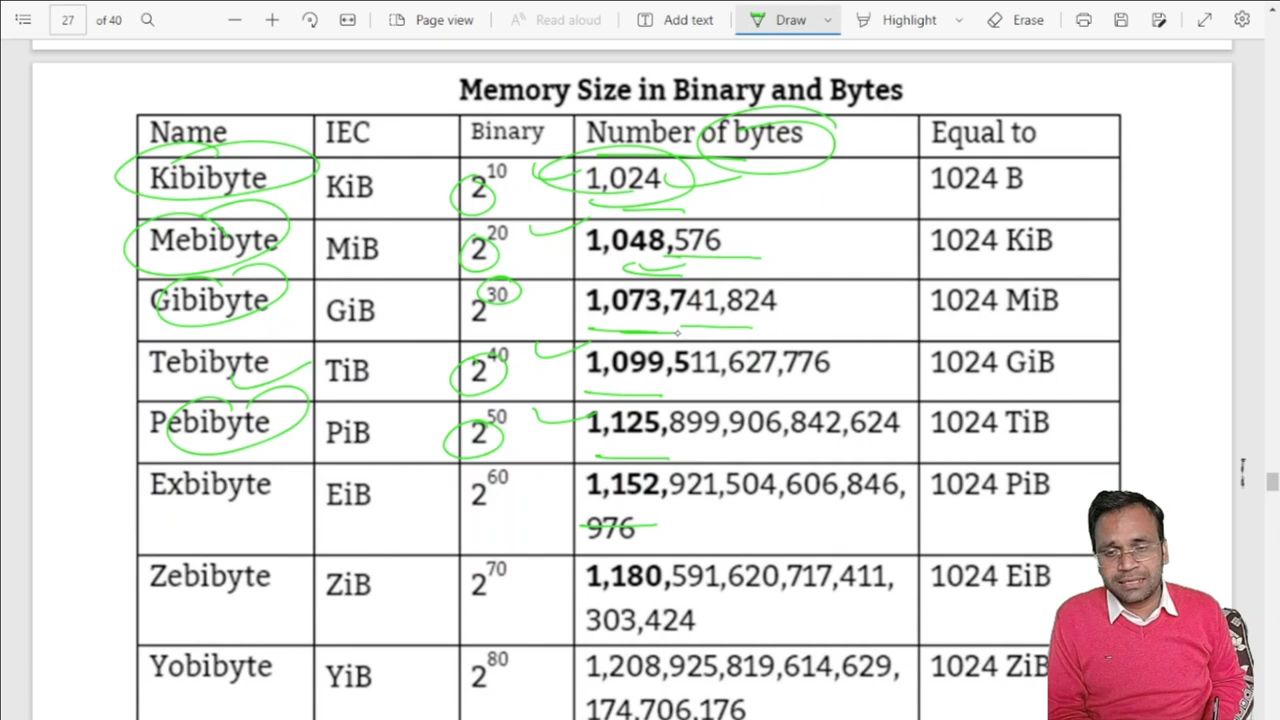 27 of 40 Page view Read aloud Add text Draw Highlight Erase
Memory Size in Binary and Bytes
Name IEC Binary Number of bytes Equal to
Kibibyte KiB 2^10 1,024 1024 B
Mebibyte MiB 2^20 1,048,576 1024 KiB
Gibibyte GiB 2^30 1,073,741,824 1024 MiB
Tebibyte TiB 2^40 1,099,511,627,776 1024 GiB
Pebibyte PiB 2^50 1,125,899,906,842,624 1024 TiB
Exbibyte EiB 2^60 1,152,921,504,606,846, 1024 PiB
976
Zebibyte ZiB 2^70 1,180,591,620,717,411, 1024 EiB
303,424
Yobibyte YiB 2^80 1,208,925,819,614,629, 1024 ZiB
174,706,176